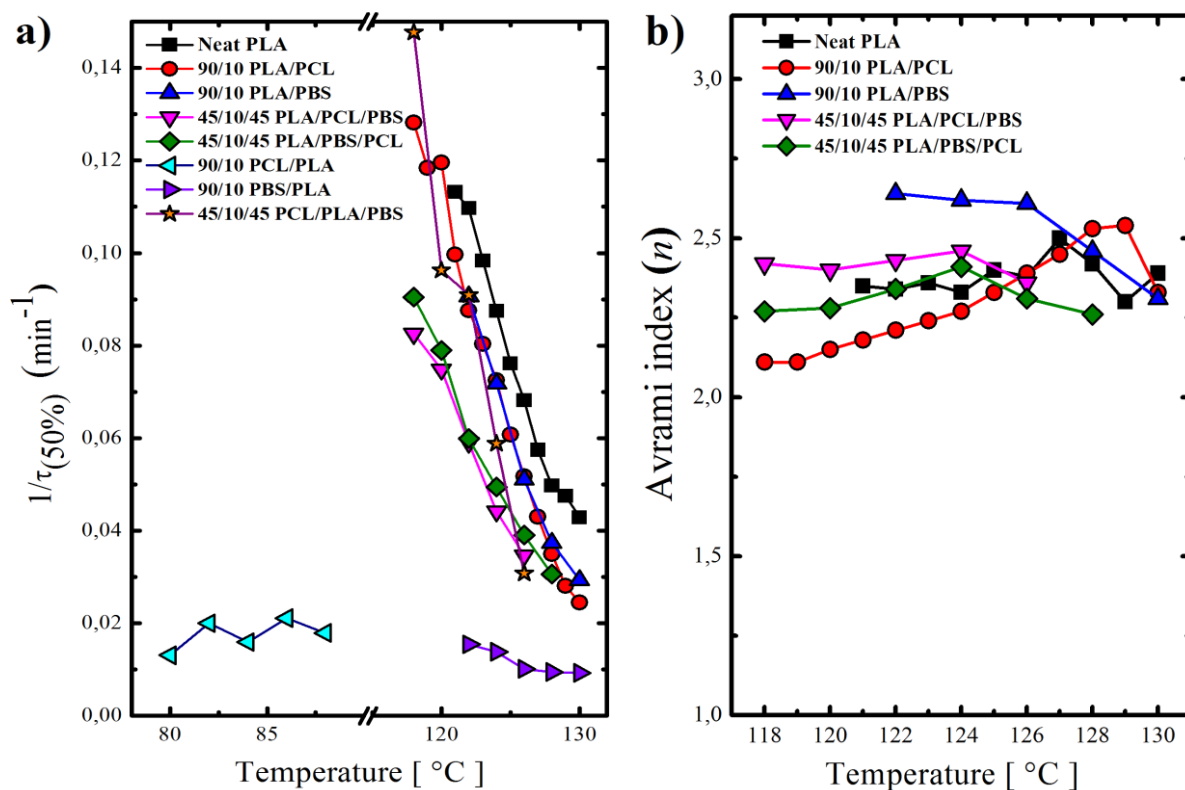 a)
Neat PLA
90/10 PLA/PCL
90/10 PLA/PBS
45/10/45 PLA/PCL/PBS
45/10/45 PLA/PBS/PCL
90/10 PCL/PLA
90/10 PBS/PLA
45/10/45 PCL/PLA/PBS
0,14
0,12
0,10
0,08
0,06
0,04
0,02
0,00
1/τ(50%) (min⁻¹)
80
85
120
130
Temperature [ °C ]
b)
Neat PLA
90/10 PLA/PCL
90/10 PLA/PBS
45/10/45 PLA/PCL/PBS
45/10/45 PLA/PBS/PCL
3,0
2,5
2,0
1,5
1,0
Avrami index (n)
118
120
122
124
126
128
130
Temperature [ °C ]